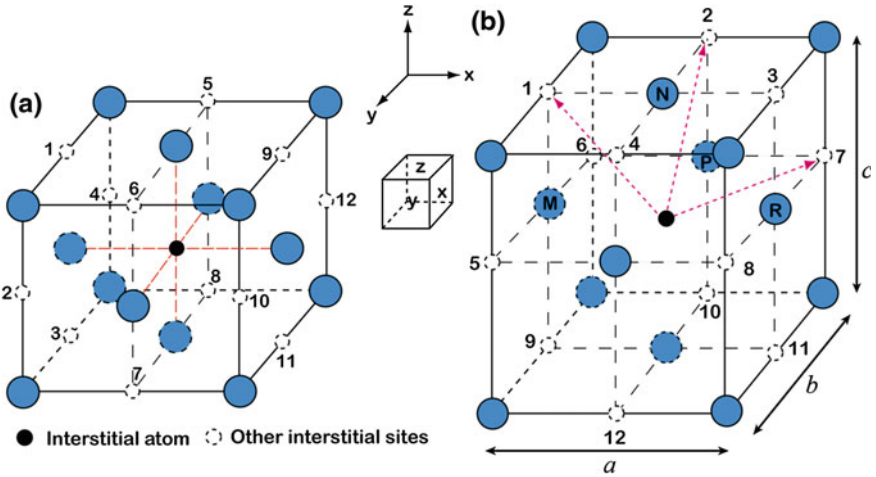 (a)
5
1
9
4
6
12
2
8
10
3
11
7
z
x
y
z
x
y
(b)
2
1
3
N
6
4
P
7
M
R
5
8
10
9
11
12
a
b
c
Interstitial atom
Other interstitial sites